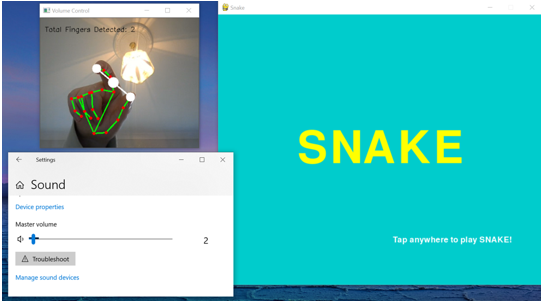 Volume Control
Total Fingers Detected: 2
Snake
SNAKE
Tap anywhere to play SNAKE!
Settings
Sound
Device properties
Master volume
2
Troubleshoot
Manage sound devices